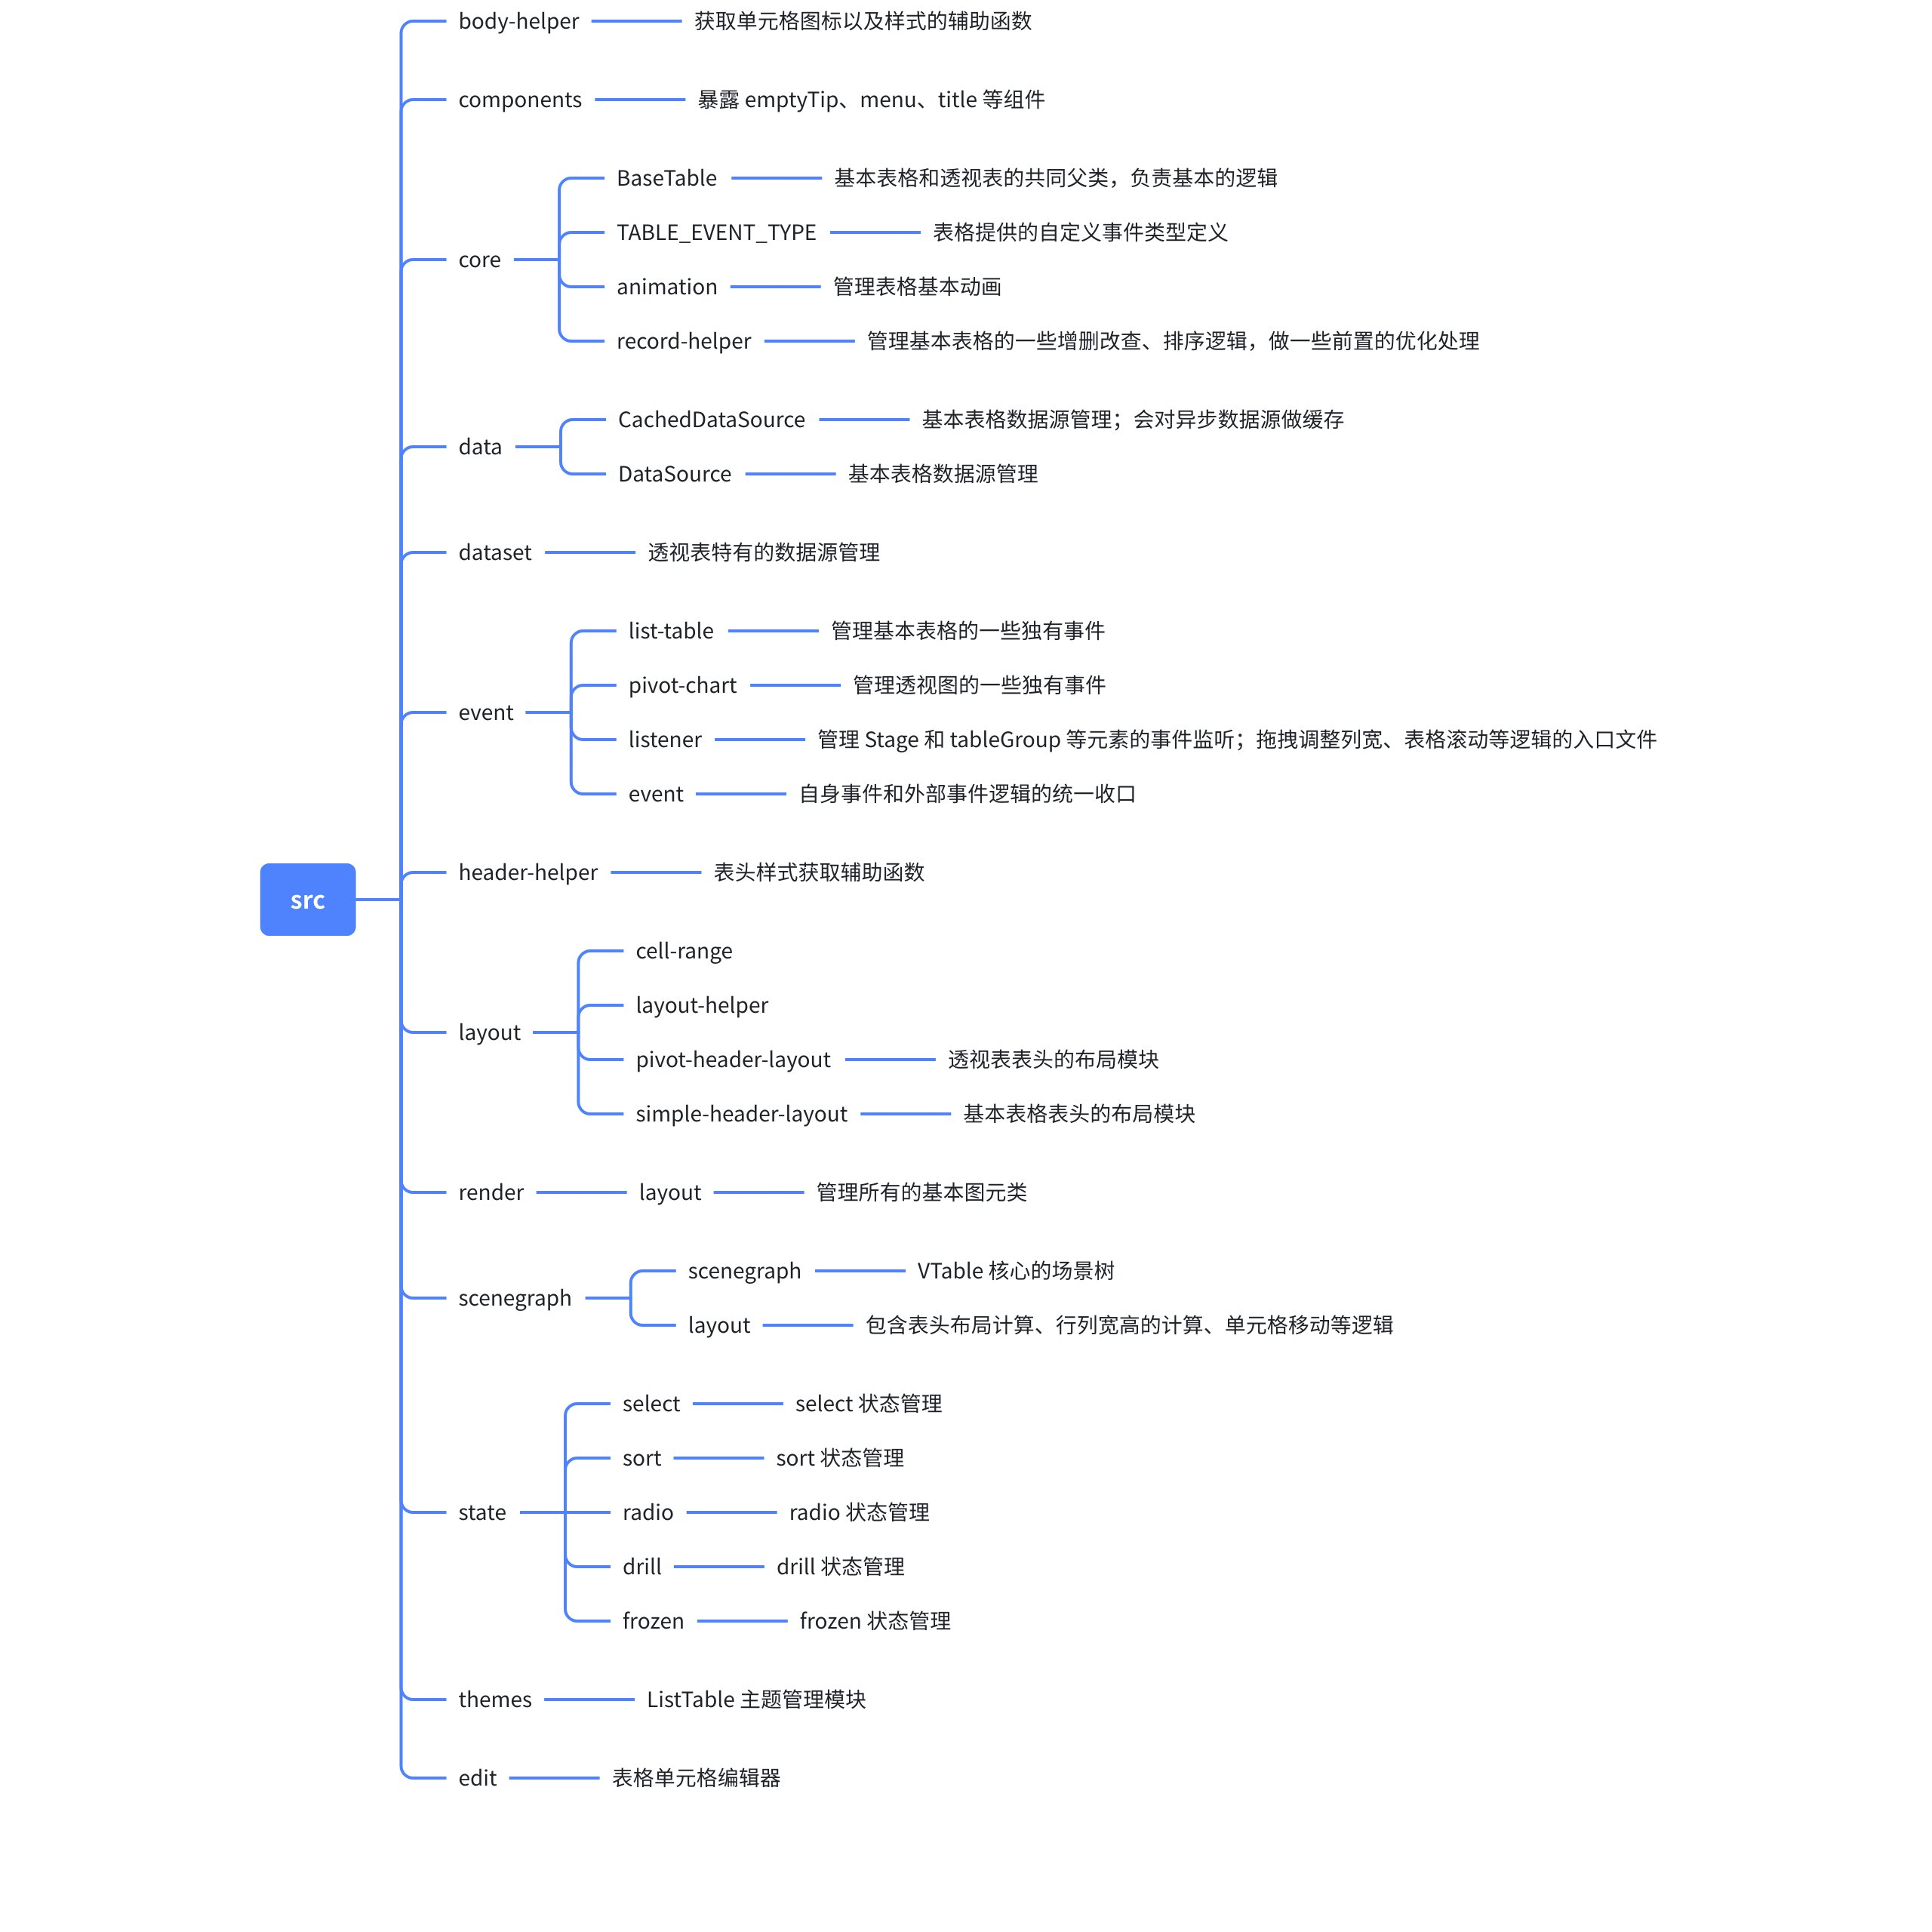 body-helper 获取单元格图标以及样式的辅助函数
components 暴露 emptyTip、menu、title 等组件
BaseTable 基本表格和透视表的共同父类，负责基本的逻辑
TABLE_EVENT_TYPE 表格提供的自定义事件类型定义
core
animation 管理表格基本动画
record-helper 管理基本表格的一些增删改查、排序逻辑，做一些前置的优化处理
CachedDataSource 基本表格数据源管理；会对异步数据源做缓存
data
DataSource 基本表格数据源管理
dataset 透视表特有的数据源管理
list-table 管理基本表格的一些独有事件
pivot-chart 管理透视图的一些独有事件
event
listener 管理 Stage 和 tableGroup 等元素的事件监听；拖拽调整列宽、表格滚动等逻辑的入口文件
event 自身事件和外部事件逻辑的统一收口
header-helper 表头样式获取辅助函数
src
cell-range
layout-helper
layout
pivot-header-layout 透视表表头的布局模块
simple-header-layout 基本表格表头的布局模块
render layout 管理所有的基本图元类
scenegraph VTable 核心的场景树
scenegraph
layout 包含表头布局计算、行列宽高的计算、单元格移动等逻辑
select select 状态管理
sort sort 状态管理
state radio radio 状态管理
drill drill 状态管理
frozen frozen 状态管理
themes ListTable 主题管理模块
edit 表格单元格编辑器